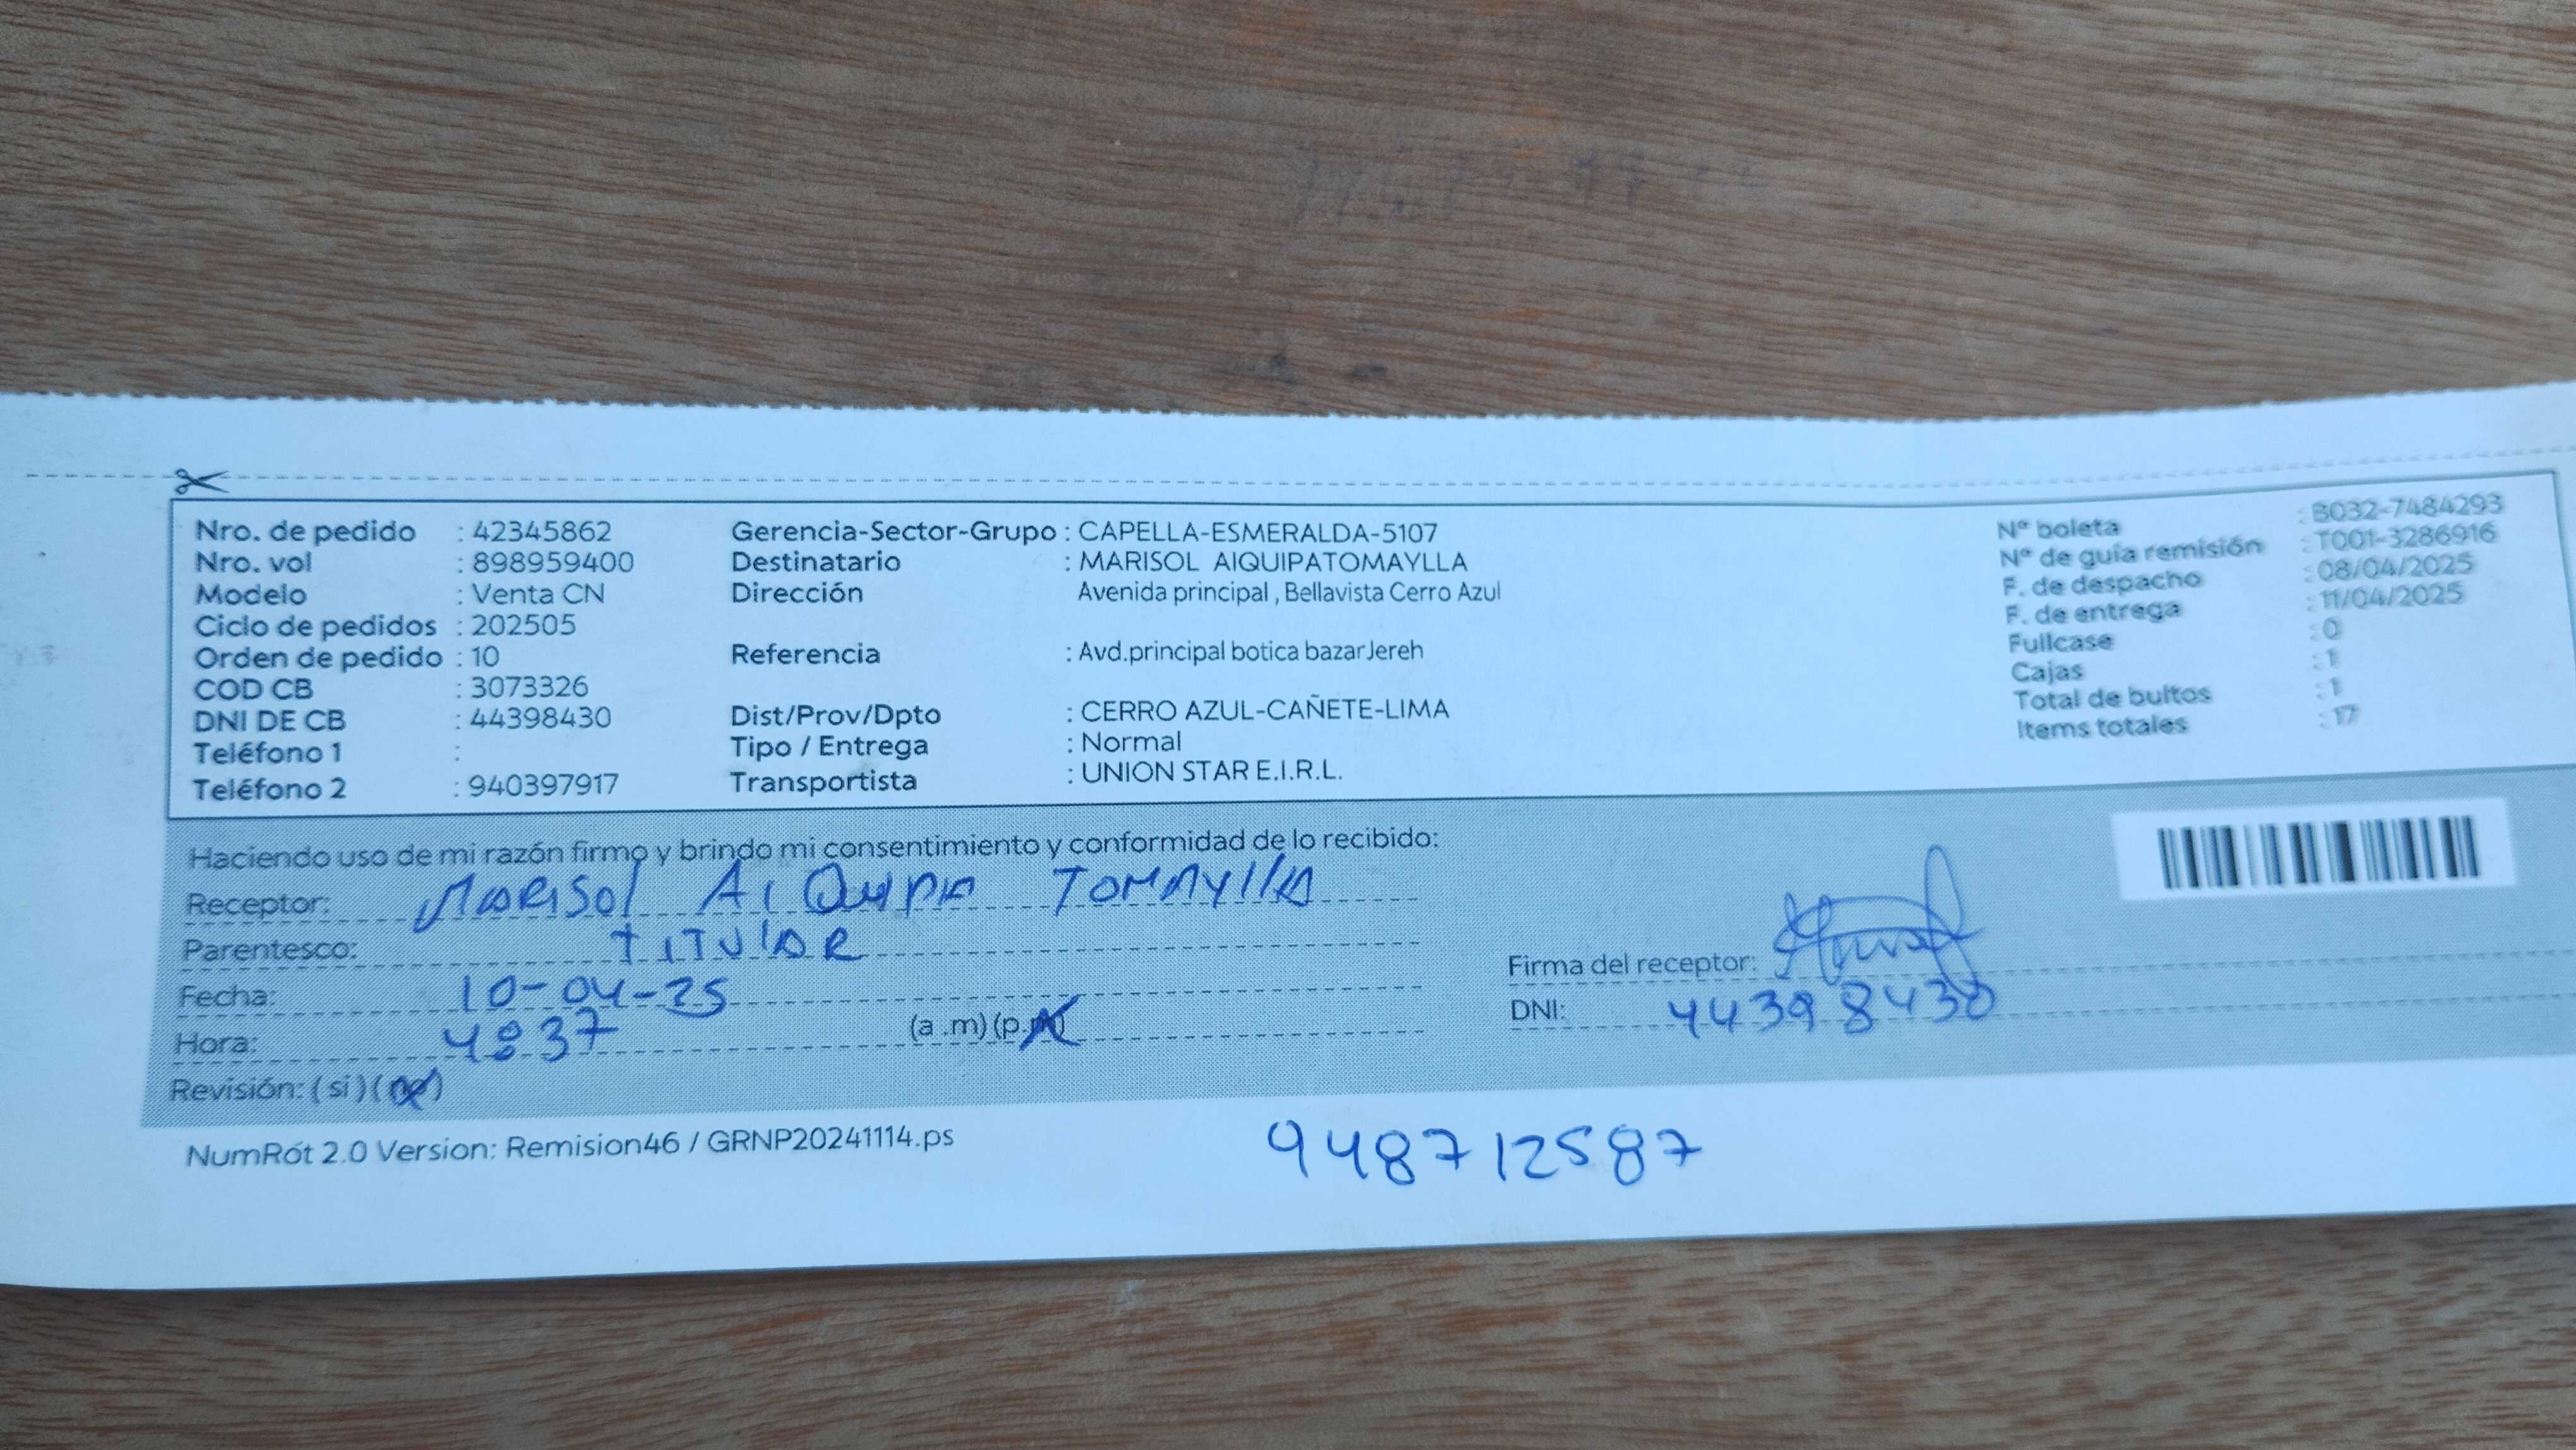 Nro. de pedido : 42345862
Nro. vol : 898959400
Modelo : Venta CN
Ciclo de pedidos : 202505
Orden de pedido : 10
COD CB : 3073326
DNI DE CB : 44398430
Teléfono 1 :
Teléfono 2 : 940397917
Gerencia-Sector-Grupo : CAPELLA-ESMERALDA-5107
Destinatario : MARISOL AIQUIPATOMAYLLA
Dirección Avenida principal , Bellavista Cerro Azul
Referencia : Avd.principal botica bazarJereh
Dist/Prov/Dpto : CERRO AZUL-CAÑETE-LIMA
Tipo / Entrega : Normal
Transportista : UNION STAR E.I.R.L.
Nº boleta : B032-7484293
Nº de guía remisión : T001-3286916
F. de despacho : 08/04/2025
F. de entrega : 11/04/2025
Fullcase : 0
Cajas : 1
Total de bultos : 1
Items totales : 17
Haciendo uso de mi razón firmo y brindo mi consentimiento y conformidad de lo recibido:
Receptor: MARISOL AIQUIPA TOMAYllA
Parentesco: TITUlAR
Fecha: 10-04-25
Hora: 4:37 (a .m) (p.m)
Revisión: ( si ) ( no )
Firma del receptor:
DNI: 44398430
NumRot 2.0 Version: Remision46 / GRNP20241114.ps
948712587